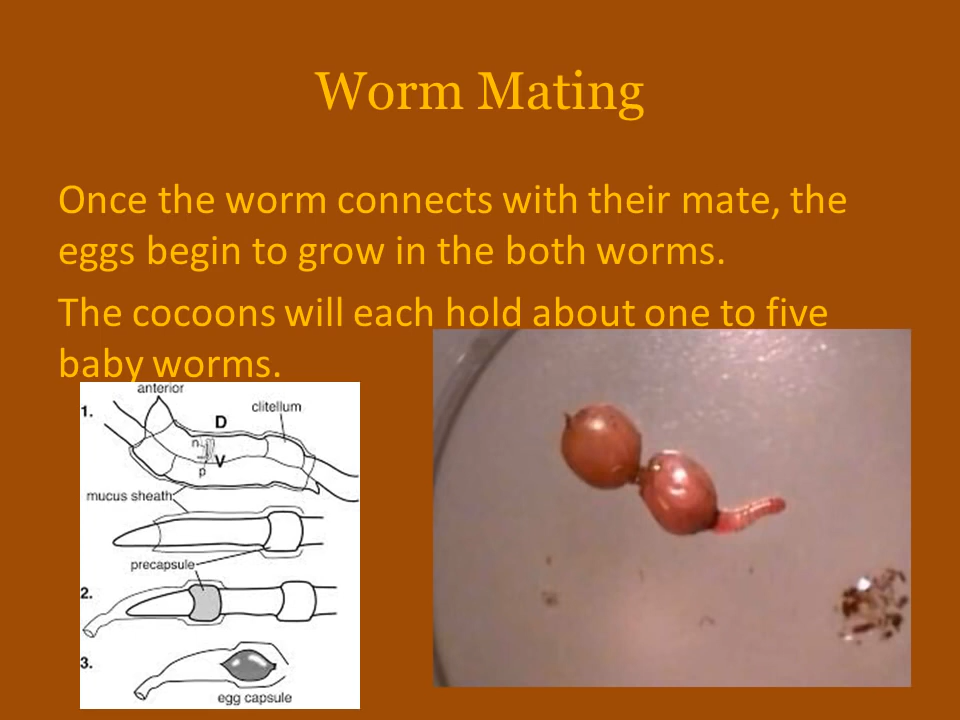 Worm Mating
Once the worm connects with their mate, the
eggs begin to grow in the both worms.
The cocoons will each hold about one to five
baby worms.
anterior
1.
D
clitellum
n
V
p
mucus sheath
precapsule
2.
3.
egg capsule